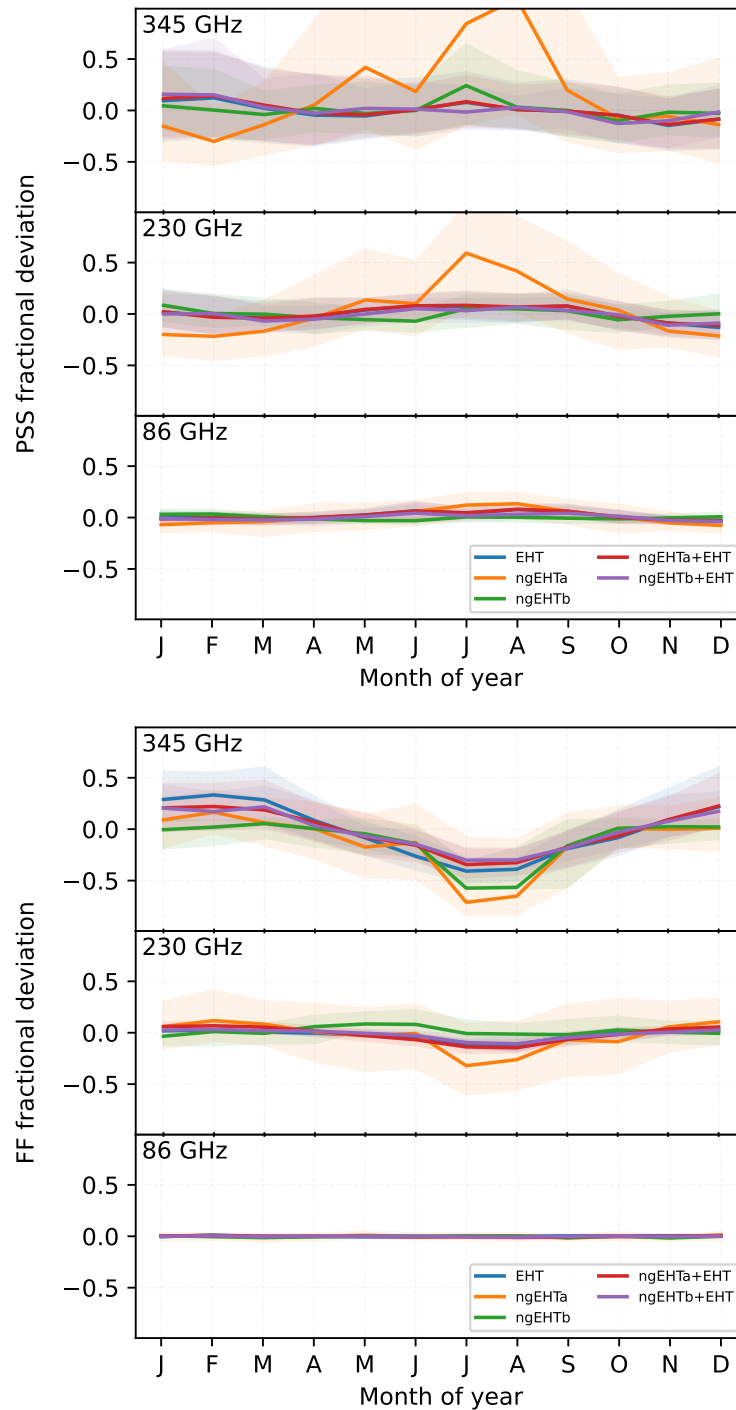 345 GHz
0.5
0.0
−0.5
230 GHz
0.5
0.0
−0.5
86 GHz
0.5
0.0
−0.5
PSS fractional deviation
EHT
ngEHTa
ngEHTb
ngEHTa+EHT
ngEHTb+EHT
J F M A M J J A S O N D
Month of year
345 GHz
0.5
0.0
−0.5
230 GHz
0.5
0.0
−0.5
86 GHz
0.5
0.0
−0.5
FF fractional deviation
EHT
ngEHTa
ngEHTb
ngEHTa+EHT
ngEHTb+EHT
J F M A M J J A S O N D
Month of year